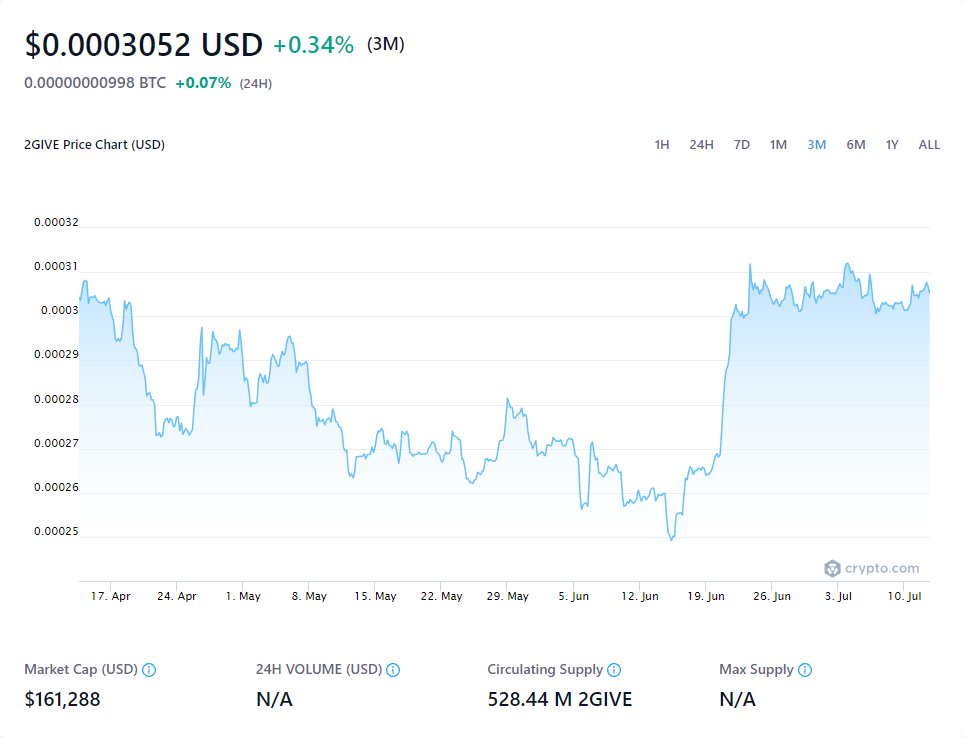 $0.0003052 USD +0.34% (3M)
0.00000000998 BTC +0.07% (24H)
2GIVE Price Chart (USD) 1H 24H 7D 1M 3M 6M 1Y ALL
0.00032
0.00031
0.0003
0.00029
0.00028
0.00027
0.00026
0.00025
crypto.com
17. Apr 24. Apr 1. May 8. May 15. May 22. May 29. May 5. Jun 12. Jun 19. Jun 26. Jun 3. Jul 10. Jul
Market Cap (USD) 24H VOLUME (USD) Circulating Supply Max Supply
$161,288 N/A 528.44 M 2GIVE N/A